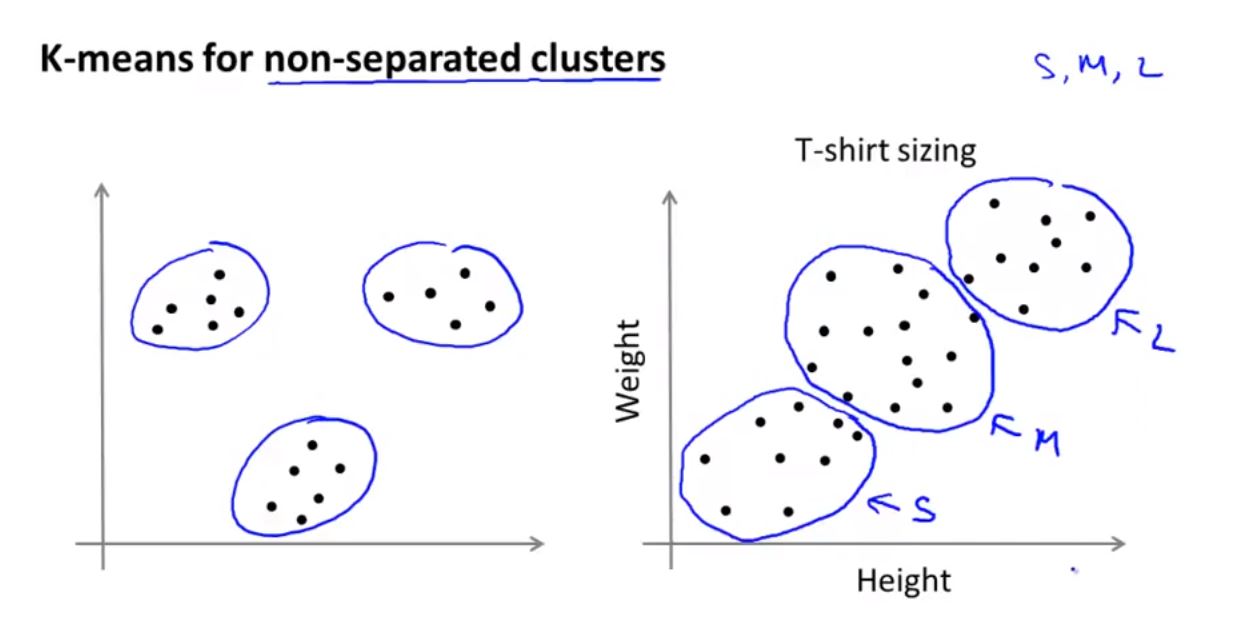 K-means for non-separated clusters
S, M, L
T-shirt sizing
Weight
L
M
S
Height